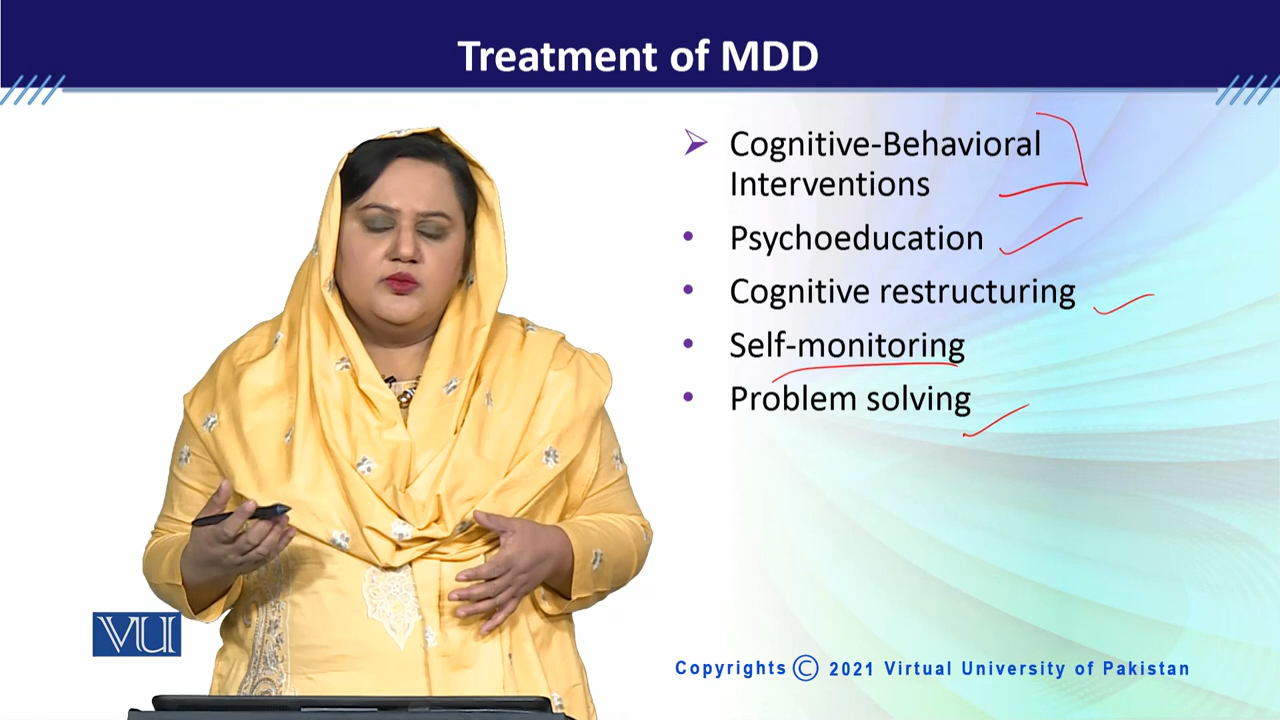 Treatment of MDD
Cognitive-Behavioral
Interventions
Psychoeducation
Cognitive restructuring
Self-monitoring
Problem solving
VU
Copyrights © 2021 Virtual University of Pakistan